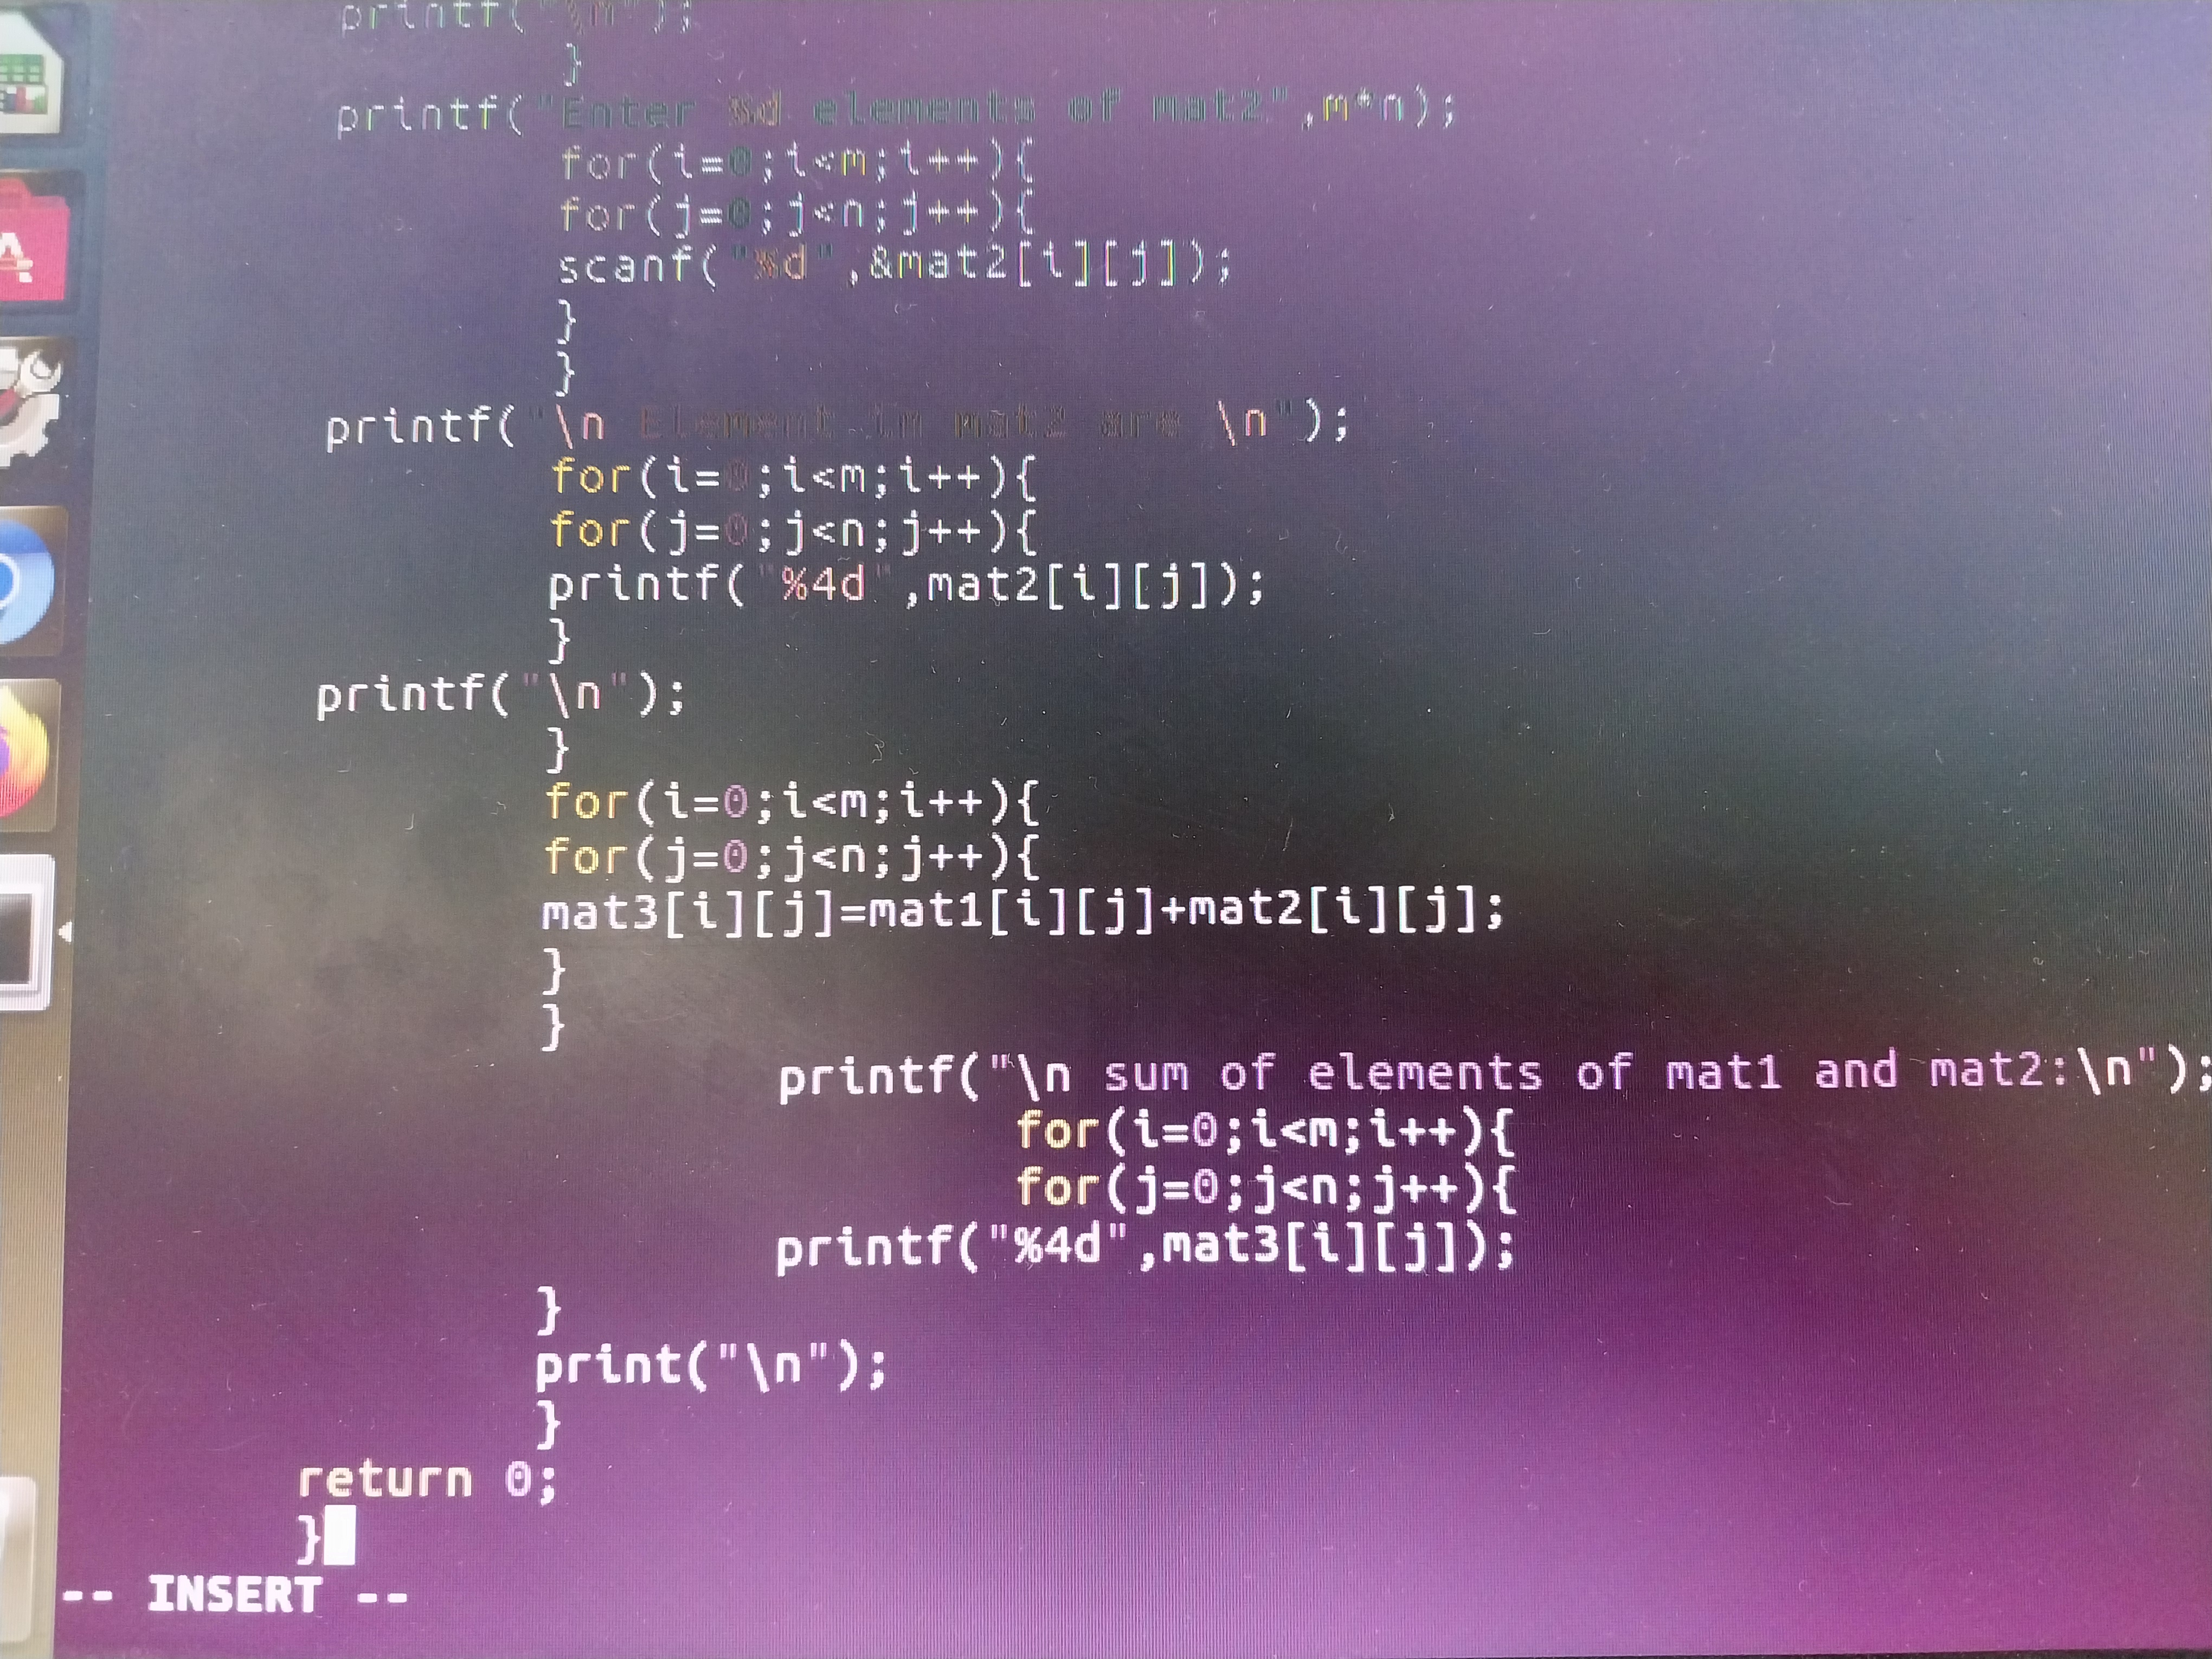 printf("\n");
}
printf("Enter %d elements of mat2",m*n);
for(i=0;i<m;i++){
for(j=0;j<n;j++){
scanf("%d",&mat2[i][j]);
}
}
printf("\n Element in mat2 are \n");
for(i=0;i<m;i++){
for(j=0;j<n;j++){
printf("%4d",mat2[i][j]);
}
printf("\n");
}
for(i=0;i<m;i++){
for(j=0;j<n;j++){
mat3[i][j]=mat1[i][j]+mat2[i][j];
}
}
printf("\n sum of elements of mat1 and mat2:\n");
for(i=0;i<m;i++){
for(j=0;j<n;j++){
printf("%4d",mat3[i][j]);
}
print("\n");
}
return 0;
}
-- INSERT --